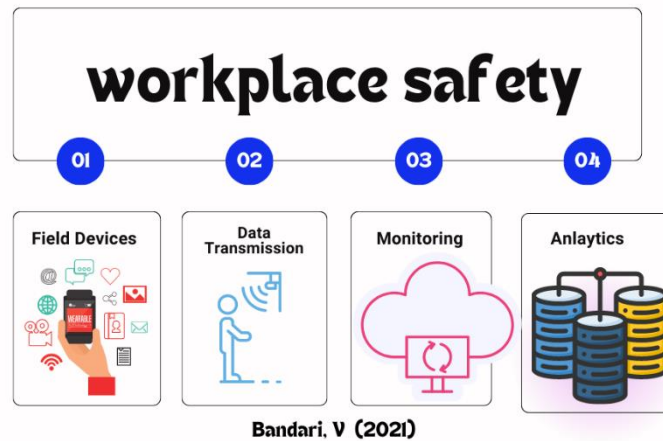 workplace safety
01 02 03 04
Field Devices
Data
Transmission
Monitoring
Anlaytics
WEARABLE
Bandari, V (2021)